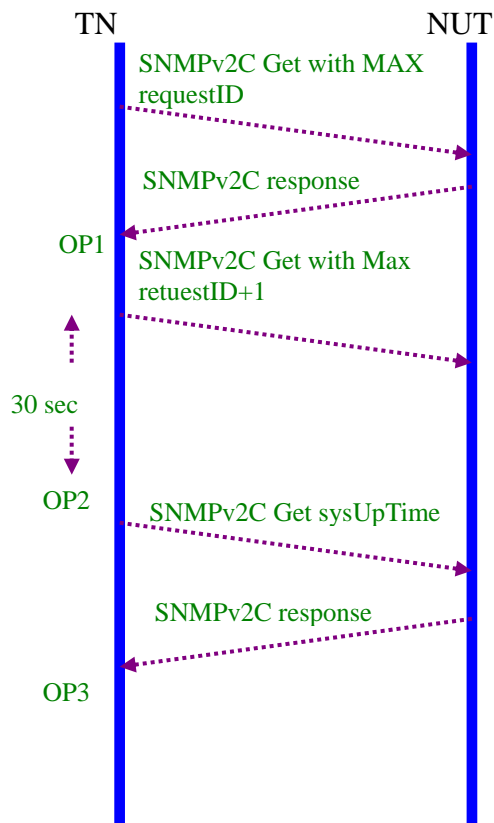 TN
NUT
SNMPv2C Get with MAX
requestID
SNMPv2C response
OP1
SNMPv2C Get with Max
retuestID+1
30 sec
OP2
SNMPv2C Get sysUpTime
SNMPv2C response
OP3